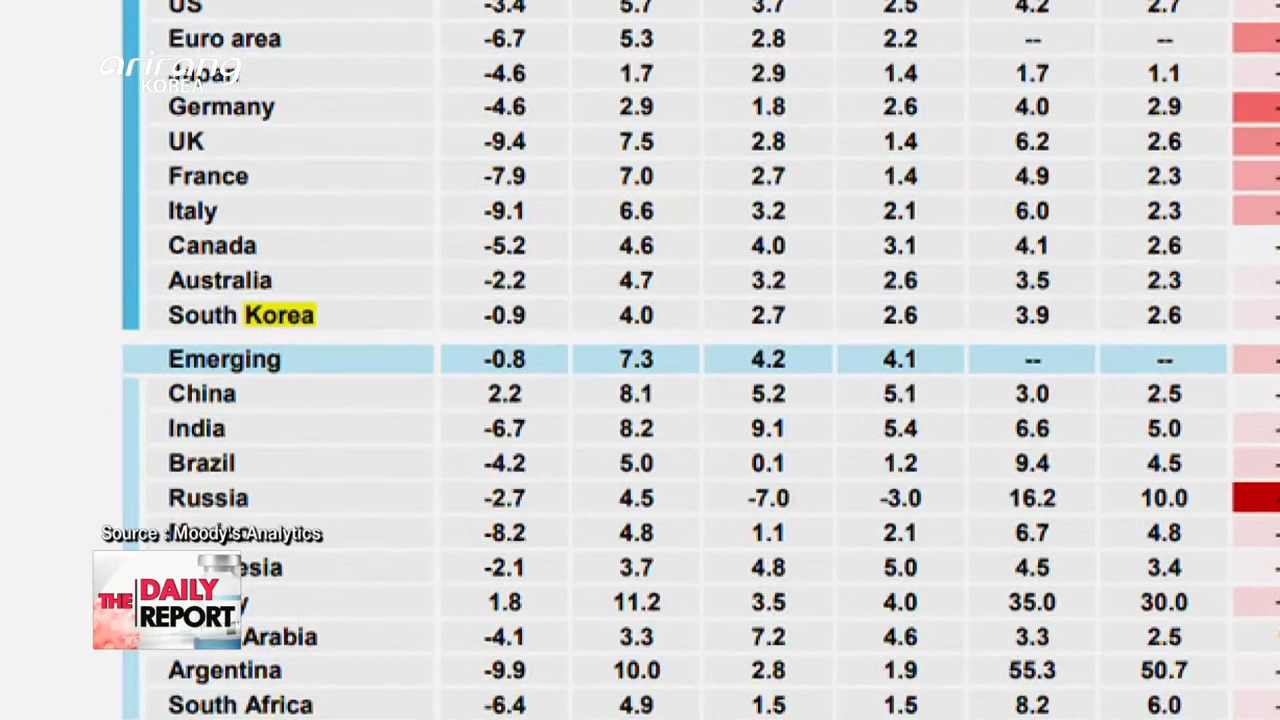 US -3.4 5.7 3.7 2.5 4.2 2.7
Euro area -6.7 5.3 2.8 2.2 -- --
arirang
Japan -4.6 1.7 2.9 1.4 1.7 1.1
KOREA
Germany -4.6 2.9 1.8 2.6 4.0 2.9
UK -9.4 7.5 2.8 1.4 6.2 2.6
France -7.9 7.0 2.7 1.4 4.9 2.3
Italy -9.1 6.6 3.2 2.1 6.0 2.3
Canada -5.2 4.6 4.0 3.1 4.1 2.6
Australia -2.2 4.7 3.2 2.6 3.5 2.3
South Korea -0.9 4.0 2.7 2.6 3.9 2.6
Emerging -0.8 7.3 4.2 4.1 -- --
China 2.2 8.1 5.2 5.1 3.0 2.5
India -6.7 8.2 9.1 5.4 6.6 5.0
Brazil -4.2 5.0 0.1 1.2 9.4 4.5
Russia -2.7 4.5 -7.0 -3.0 16.2 10.0
Source : Moody's Analytics
-8.2 4.8 1.1 2.1 6.7 4.8
esia -2.1 3.7 4.8 5.0 4.5 3.4
THE DAILY REPORT
y 1.8 11.2 3.5 4.0 35.0 30.0
Arabia -4.1 3.3 7.2 4.6 3.3 2.5
Argentina -9.9 10.0 2.8 1.9 55.3 50.7
South Africa -6.4 4.9 1.5 1.5 8.2 6.0